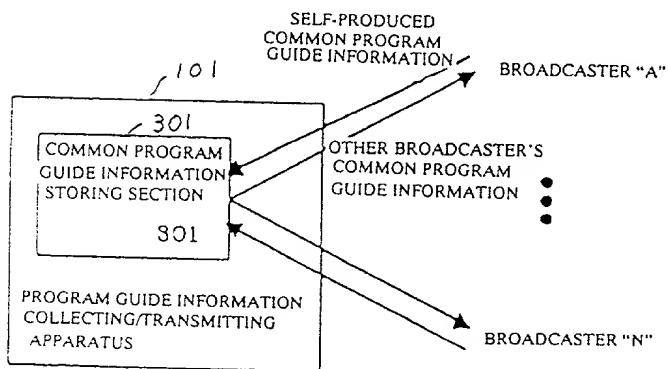 SELF-PRODUCED
COMMON PROGRAM
GUIDE INFORMATION
101
BROADCASTER "A"
301
COMMON PROGRAM
GUIDE INFORMATION
STORING SECTION
301
OTHER BROADCASTER'S
COMMON PROGRAM
GUIDE INFORMATION
PROGRAM GUIDE INFORMATION
COLLECTING/TRANSMITTING
APPARATUS
BROADCASTER "N"